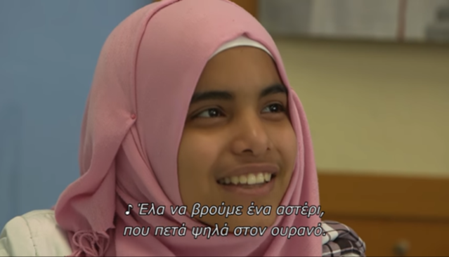 ♪ Έλα να βρούμε ένα αστέρι,
που πετά ψηλά στον ουρανό.